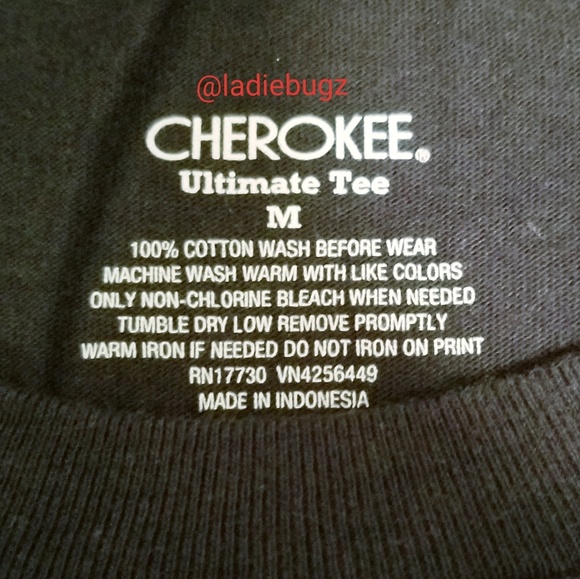 @ladiebugz
CHEROKEE®
Ultimate Tee
M
100% COTTON WASH BEFORE WEAR
MACHINE WASH WARM WITH LIKE COLORS
ONLY NON-CHLORINE BLEACH WHEN NEEDED
TUMBLE DRY LOW REMOVE PROMPTLY
WARM IRON IF NEEDED DO NOT IRON ON PRINT
RN17730 VN4256449
MADE IN INDONESIA